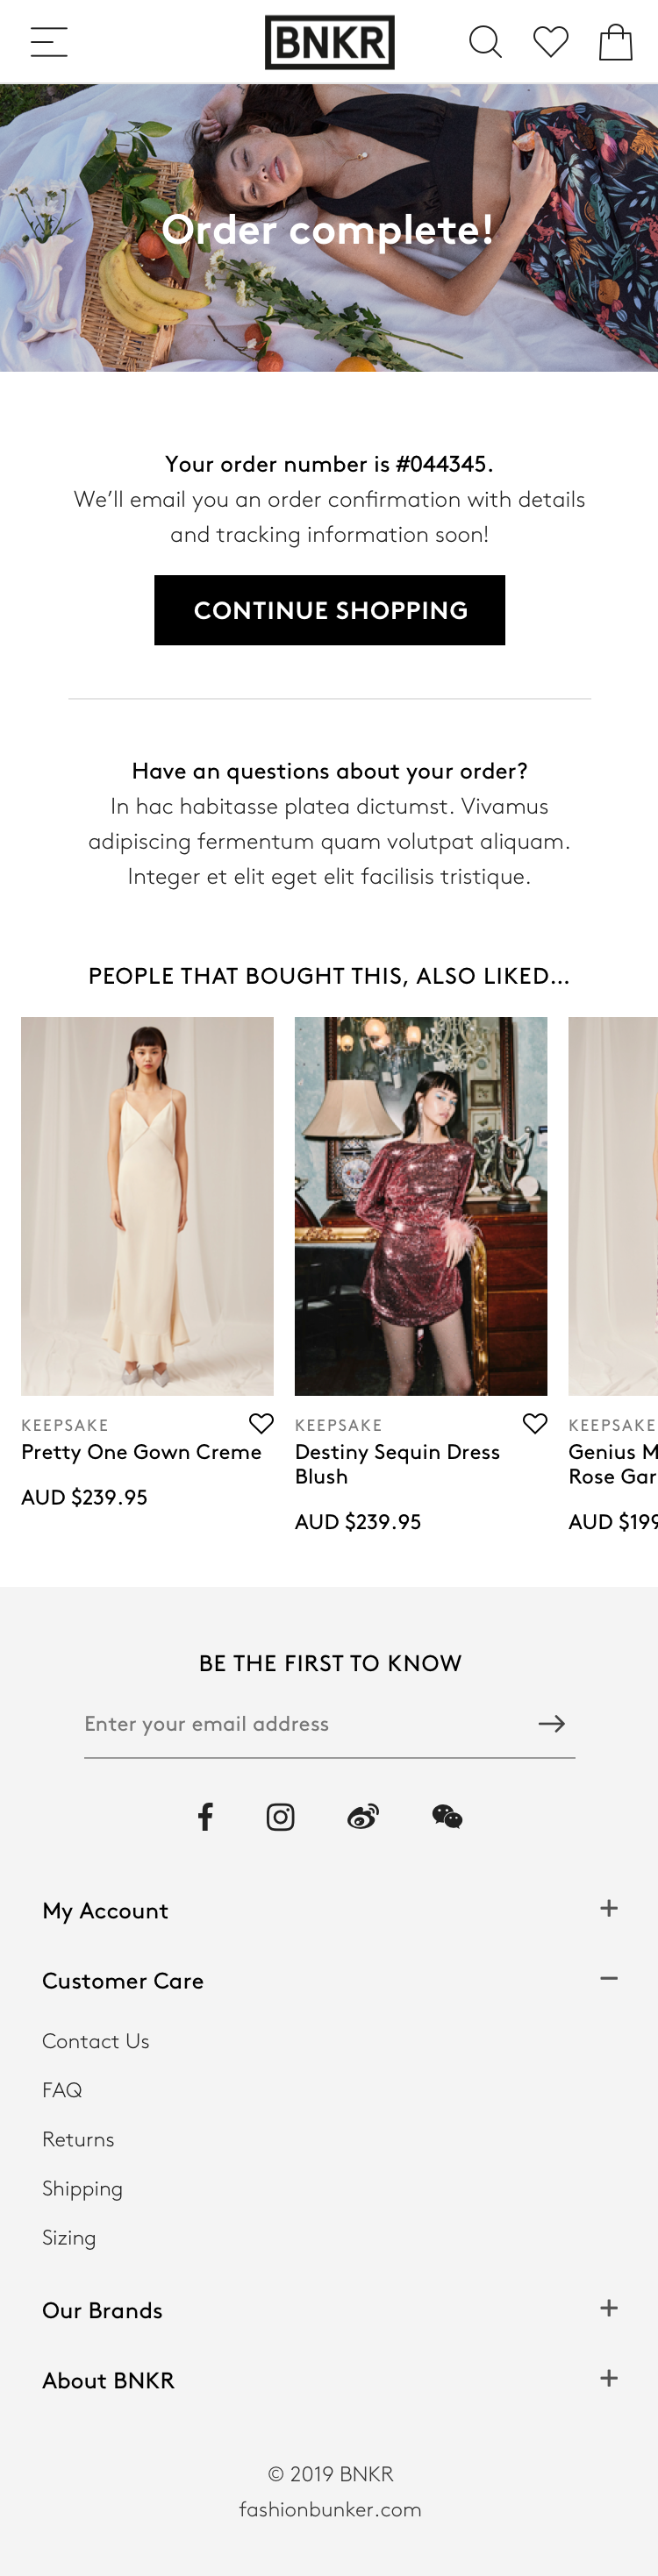 BNKR
Order complete!
Your order number is #044345.
We’ll email you an order confirmation with details
and tracking information soon!
CONTINUE SHOPPING
Have an questions about your order?
In hac habitasse platea dictumst. Vivamus
adipiscing fermentum quam volutpat aliquam.
Integer et elit eget elit facilisis tristique.
PEOPLE THAT BOUGHT THIS, ALSO LIKED...
KEEPSAKE
Pretty One Gown Creme
AUD $239.95
KEEPSAKE
Destiny Sequin Dress
Blush
AUD $239.95
KEEPSAKE
Genius M
Rose Gar
AUD $199
BE THE FIRST TO KNOW
Enter your email address
My Account
Customer Care
Contact Us
FAQ
Returns
Shipping
Sizing
Our Brands
About BNKR
© 2019 BNKR
fashionbunker.com